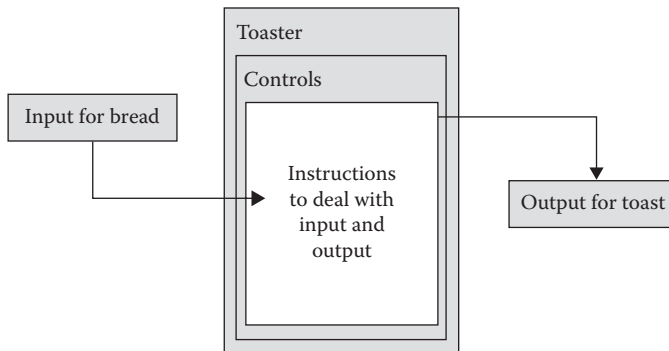 Toaster
Controls
Input for bread
Instructions
to deal with
input and
output
Output for toast